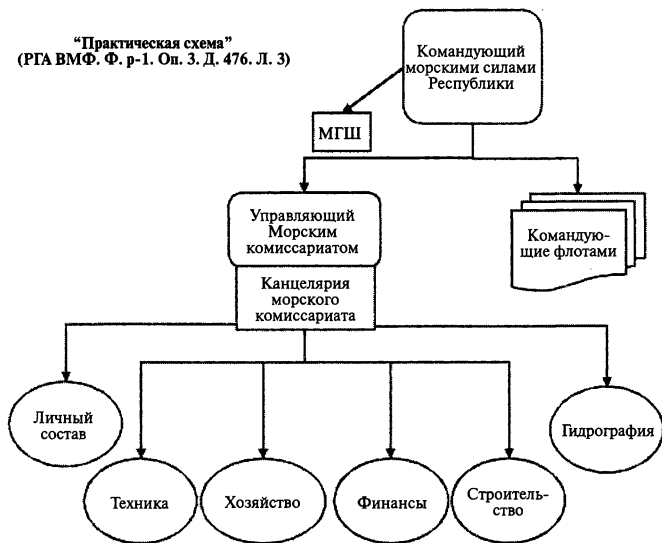 “Практическая схема”
(РГА ВМФ. Ф. р-1. Оп. 3. Д. 476. Л. 3)
Командующий
морскими силами
Республики
МГШ
Управляющий
Морским
комиссариатом
Командую-
щие флотами
Канцелярия
морского
комиссариата
Личный
состав
Гидрография
Техника
Хозяйство
Финансы
Строитель-
ство